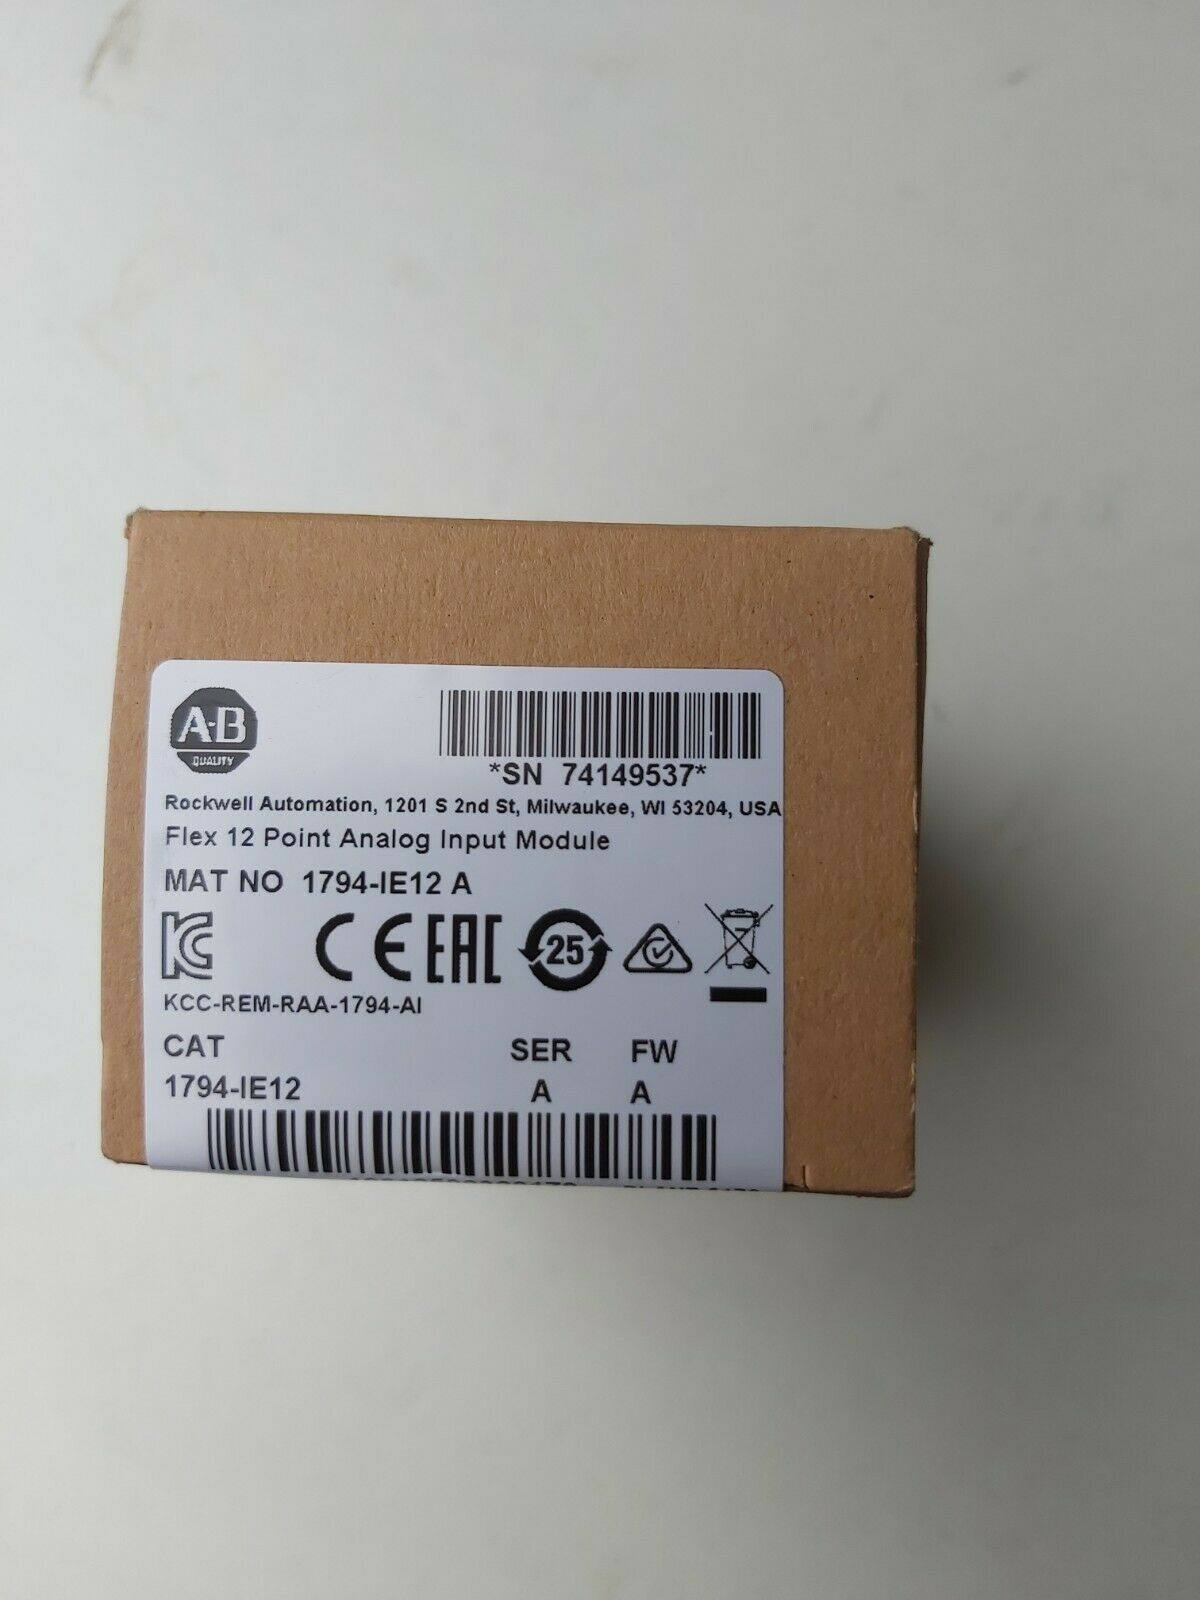 A-B
QUALITY
*SN 74149537*
Rockwell Automation, 1201 S 2nd St, Milwaukee, WI 53204, USA
Flex 12 Point Analog Input Module
MAT NO 1794-IE12 A
KC CE EAC 25
KCC-REM-RAA-1794-AI
CAT SER FW
1794-IE12 A A